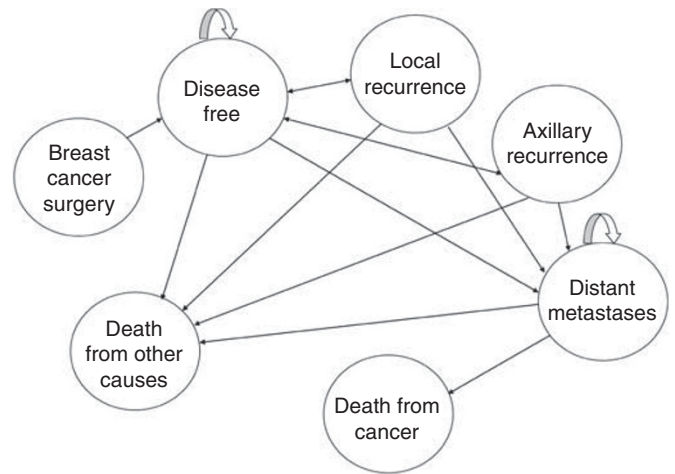 Disease
free
Local
recurrence
Axillary
recurrence
Breast
cancer
surgery
Distant
metastases
Death
from other
causes
Death from
cancer